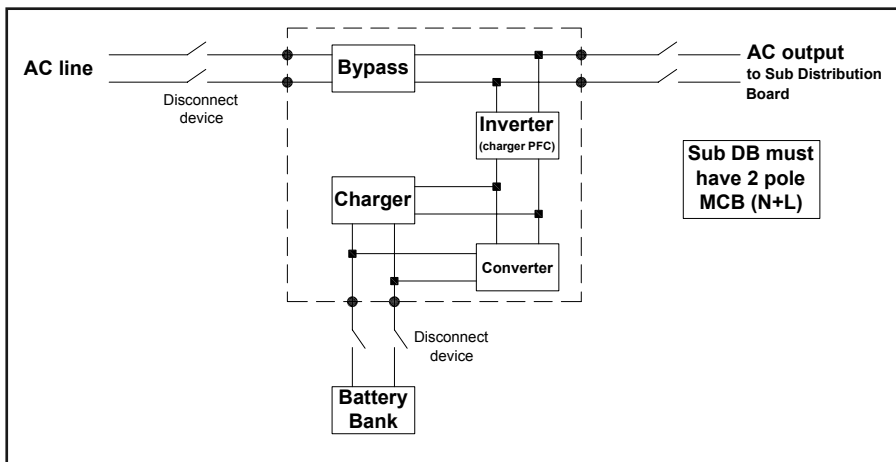 AC line
Disconnect
device
Bypass
AC output
to Sub Distribution
Board
Inverter
(charger PFC)
Sub DB must
have 2 pole
MCB (N+L)
Charger
Converter
Disconnect
device
Battery
Bank